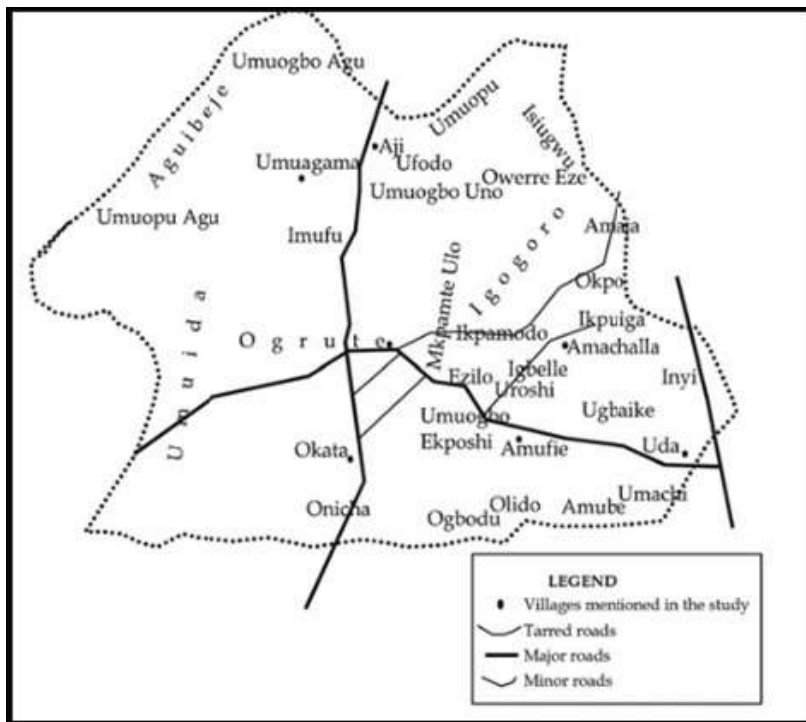 Umuogbo Agu
Aguibeje
Umuopu
Isiugwu
Aji
Ufodo
Umuagama
Owerre Eze
Umuogbo Uno
Umuopu Agu
Imufu
Amaja
Igogoro
Mkpamte Ulo
Okpo
Umuida
Ikpuiga
Ogrute
Ikpamodo
Amachalla
Igbelle
Inyi
Ezilo
Uroshi
Ugbaike
Umuogbo
Ekposhi
Amufie
Uda
Okata
Umachi
Olido
Amube
Onicha
Ogbodu
LEGEND
Villages mentioned in the study
Tarred roads
Major roads
Minor roads